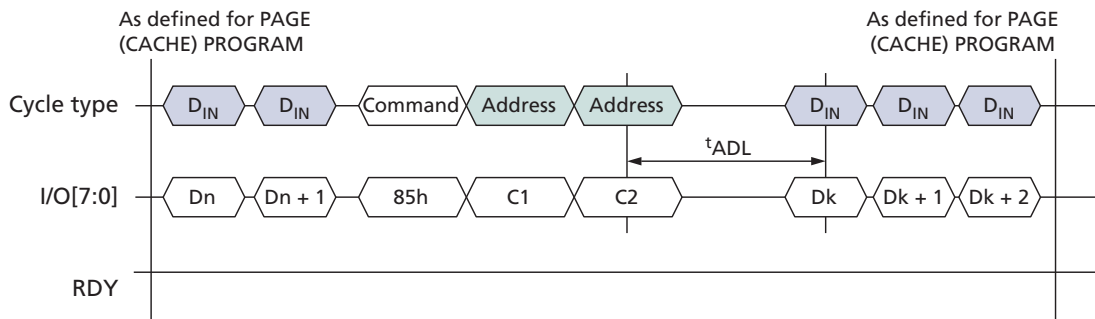 As defined for PAGE
(CACHE) PROGRAM
As defined for PAGE
(CACHE) PROGRAM
Cycle type
DIN DIN Command Address Address DIN DIN DIN
tADL
I/O[7:0]
Dn Dn + 1 85h C1 C2 Dk Dk + 1 Dk + 2
RDY